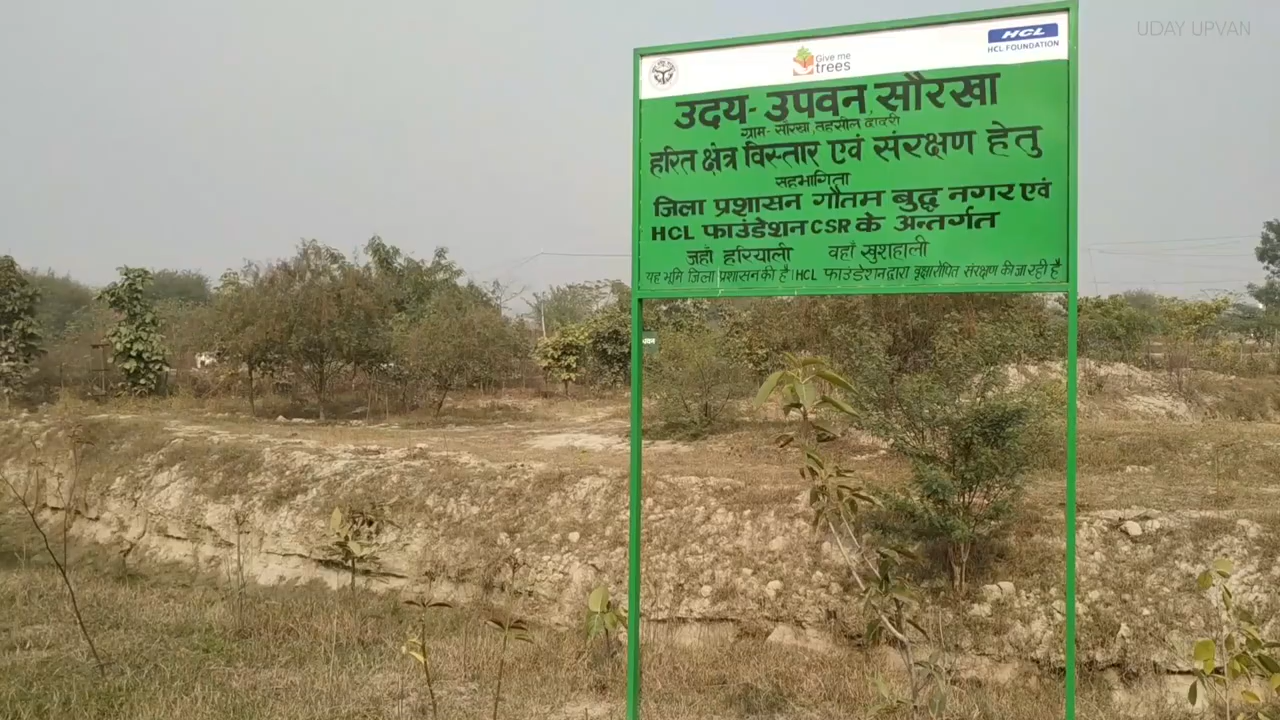 UDAY UPVAN
HCL
HCL FOUNDATION
Give me
trees
उदय- उपवन, सौरखा
ग्राम- सौरखा, तहसील दादरी
हरित क्षेत्र विस्तार एवं संरक्षण हेतु
सहभागिता
जिला प्रशासन गौतम बुद्ध नगर एवं
HCL फाउंडेशन CSR के अन्तर्गत
जहाँ हरियाली वहाँ खुशहाली
यह भूमि जिला प्रशासन की है। HCL फाउंडेशन द्वारा वृक्षारोपित संरक्षण की जा रही है